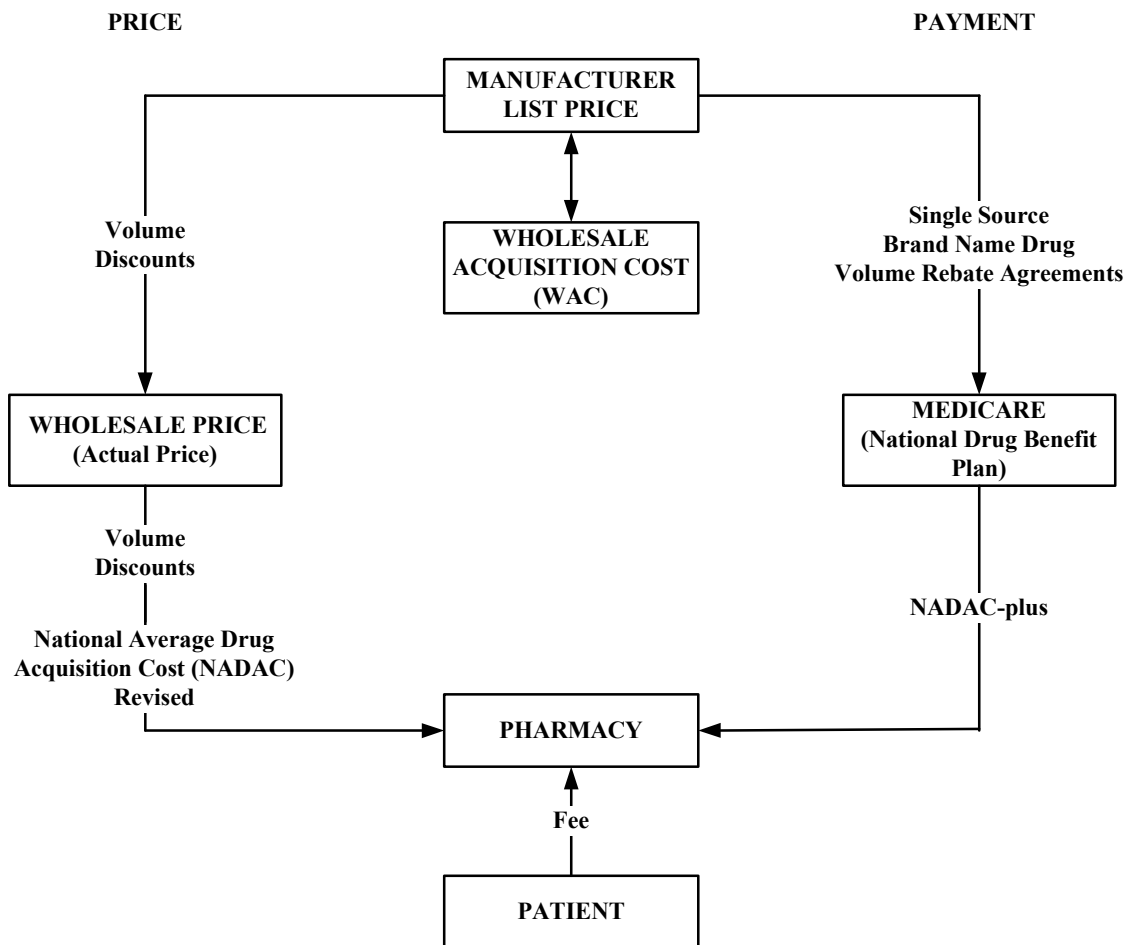 PRICE
PAYMENT
MANUFACTURER
LIST PRICE
Volume
Discounts
WHOLESALE
ACQUISITION COST
(WAC)
Single Source
Brand Name Drug
Volume Rebate Agreements
WHOLESALE PRICE
(Actual Price)
MEDICARE
(National Drug Benefit
Plan)
Volume
Discounts
National Average Drug
Acquisition Cost (NADAC)
Revised
NADAC-plus
PHARMACY
Fee
PATIENT